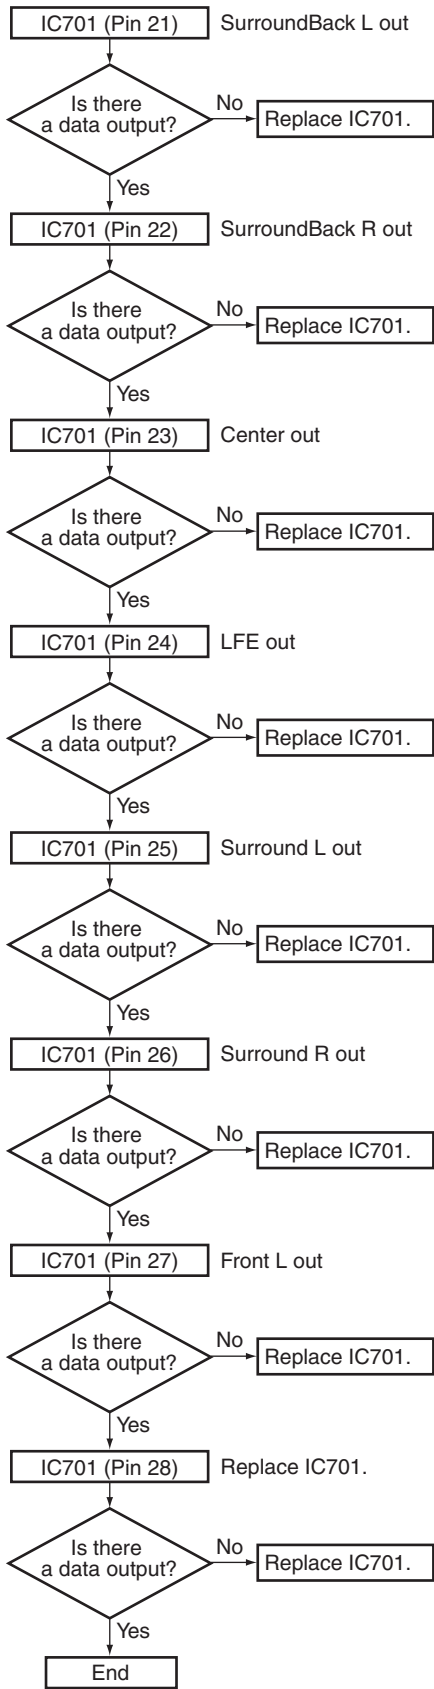 IC701 (Pin 21) SurroundBack L out
Is there
a data output?
No
Replace IC701.
Yes
IC701 (Pin 22) SurroundBack R out
Is there
a data output?
No
Replace IC701.
Yes
IC701 (Pin 23) Center out
Is there
a data output?
No
Replace IC701.
Yes
IC701 (Pin 24) LFE out
Is there
a data output?
No
Replace IC701.
Yes
IC701 (Pin 25) Surround L out
Is there
a data output?
No
Replace IC701.
Yes
IC701 (Pin 26) Surround R out
Is there
a data output?
No
Replace IC701.
Yes
IC701 (Pin 27) Front L out
Is there
a data output?
No
Replace IC701.
Yes
IC701 (Pin 28) Replace IC701.
Is there
a data output?
No
Replace IC701.
Yes
End